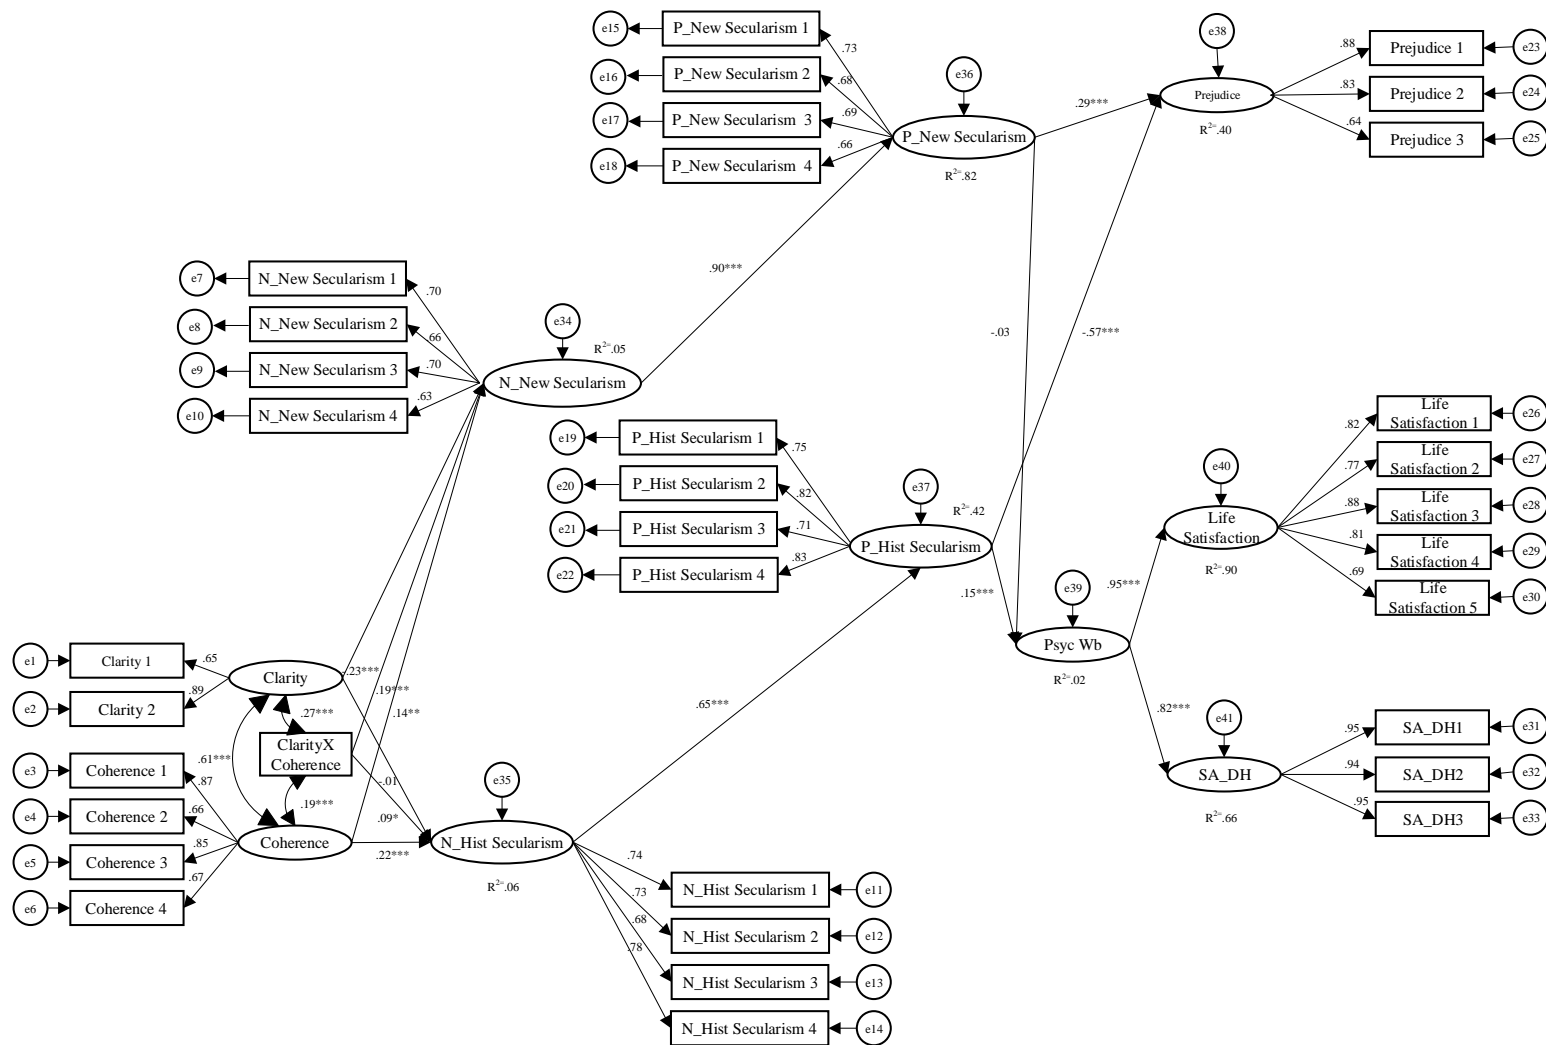 e15
P_New Secularism 1
.73
e16
P_New Secularism 2
.68
e17
P_New Secularism 3
.69
e18
P_New Secularism 4
.66
e36
P_New Secularism
R²=.82
.29***
e38
Prejudice
R²=.40
.88
Prejudice 1
e23
.83
Prejudice 2
e24
.64
Prejudice 3
e25
e7
N_New Secularism 1
.70
e8
N_New Secularism 2
.66
e9
N_New Secularism 3
.70
e10
N_New Secularism 4
.63
e34
R²=.05
N_New Secularism
.90***
-.03
-.57***
e19
P_Hist Secularism 1
.75
e20
P_Hist Secularism 2
.82
e21
P_Hist Secularism 3
.71
e22
P_Hist Secularism 4
.83
e37
R²=.42
P_Hist Secularism
.15***
e39
Psyc Wb
R²=.02
.95***
.82***
e40
Life
Satisfaction
R²=.90
.82
Life
Satisfaction 1
e26
.77
Life
Satisfaction 2
e27
.88
Life
Satisfaction 3
e28
.81
Life
Satisfaction 4
e29
.69
Life
Satisfaction 5
e30
e41
SA_DH
R²=.66
.95
SA_DH1
e31
.94
SA_DH2
e32
.95
SA_DH3
e33
e1
Clarity 1
.65
e2
Clarity 2
.89
Clarity
-.23***
.19***
.14**
.27***
ClarityX
Coherence
.61***
.19***
-.01
.09*
.22***
e3
Coherence 1
.87
e4
Coherence 2
.66
e5
Coherence 3
.85
e6
Coherence 4
.67
Coherence
e35
N_Hist Secularism
R²=.06
.65***
.74
N_Hist Secularism 1
e11
.73
N_Hist Secularism 2
e12
.68
N_Hist Secularism 3
e13
.78
N_Hist Secularism 4
e14